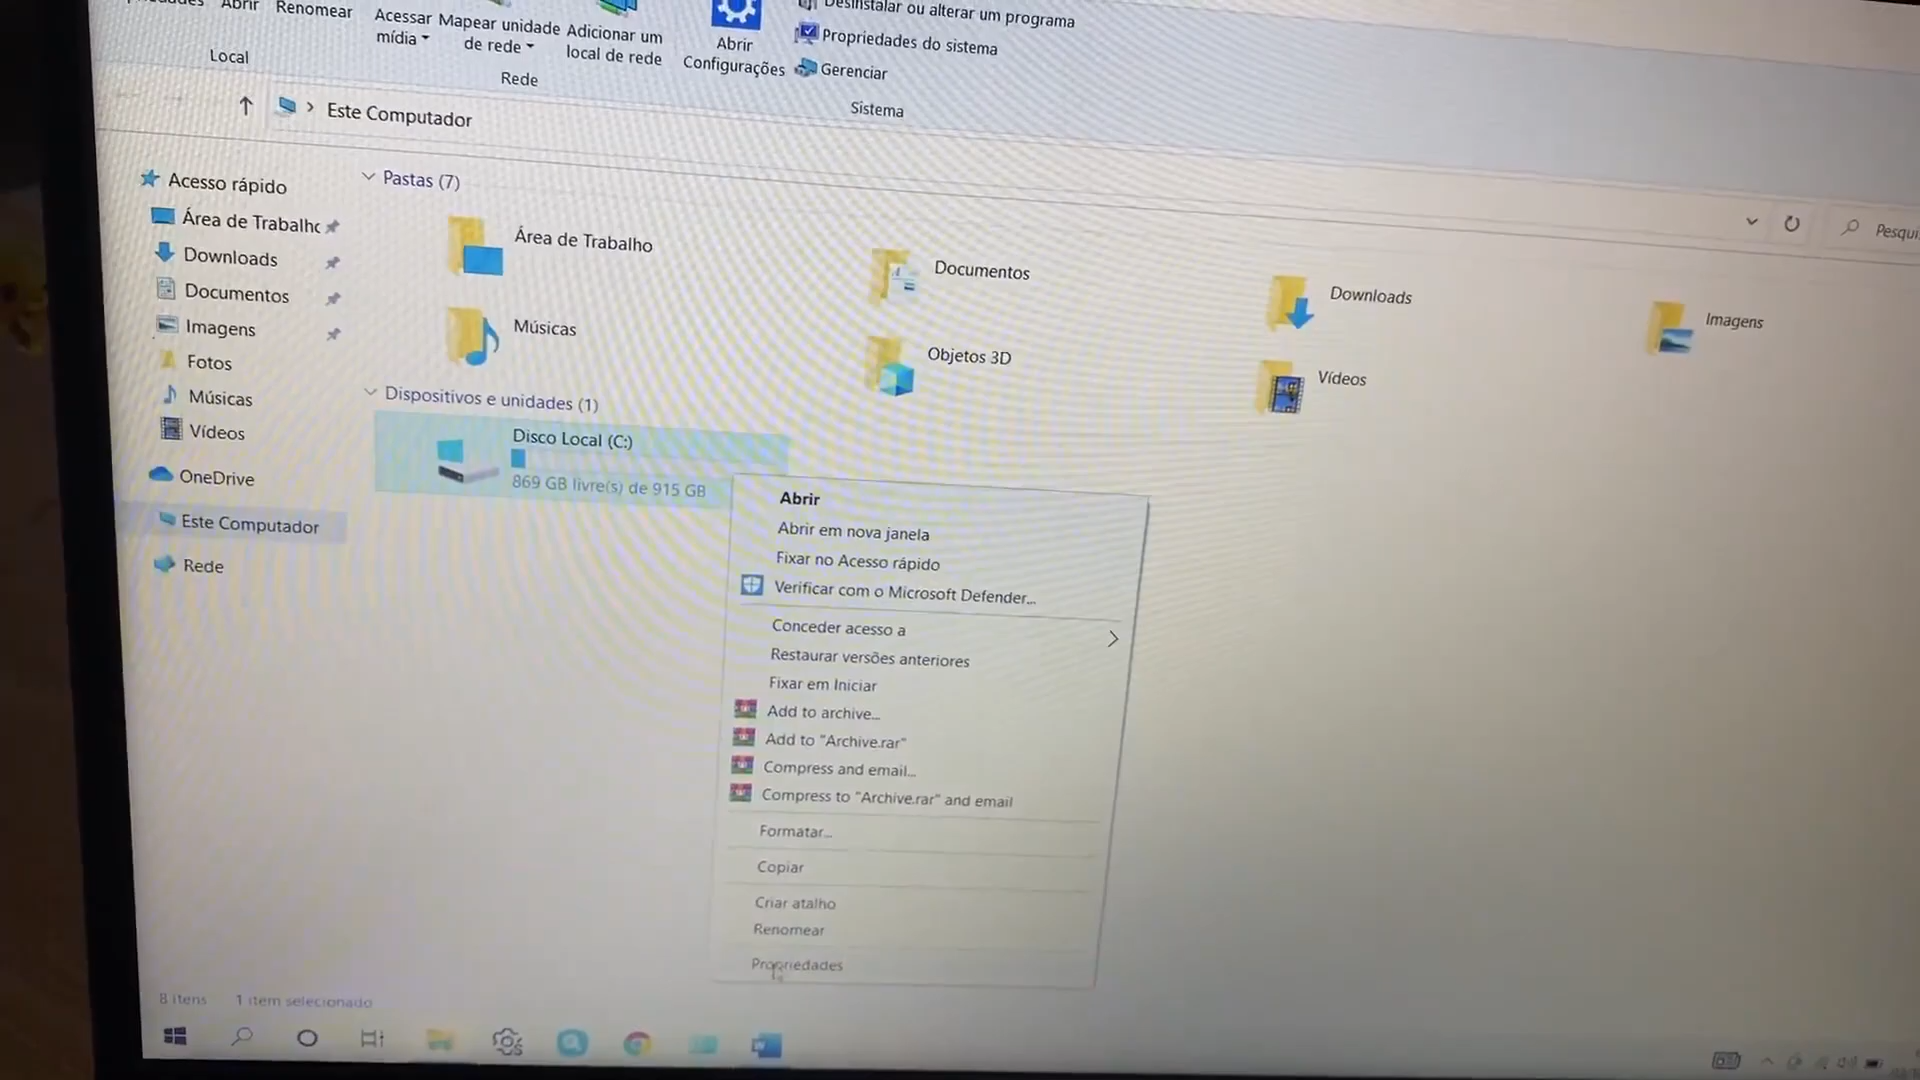 Abrir
Renomear
Acessar
mídia
Mapear unidade
de rede
Adicionar um
local de rede
Abrir
Configurações
Desinstalar ou alterar um programa
Propriedades do sistema
Gerenciar
Local
Rede
Sistema
Este Computador
Pesqui
Acesso rápido
Área de Trabalho
Downloads
Documentos
Imagens
Fotos
Músicas
Vídeos
OneDrive
Este Computador
Rede
Pastas (7)
Área de Trabalho
Documentos
Downloads
Imagens
Músicas
Objetos 3D
Vídeos
Dispositivos e unidades (1)
Disco Local (C:)
869 GB livre(s) de 915 GB
Abrir
Abrir em nova janela
Fixar no Acesso rápido
Verificar com o Microsoft Defender...
Conceder acesso a
Restaurar versões anteriores
Fixar em Iniciar
Add to archive...
Add to "Archive.rar"
Compress and email...
Compress to "Archive.rar" and email
Formatar...
Copiar
Criar atalho
Renomear
Propriedades
8 itens
1 item selecionado